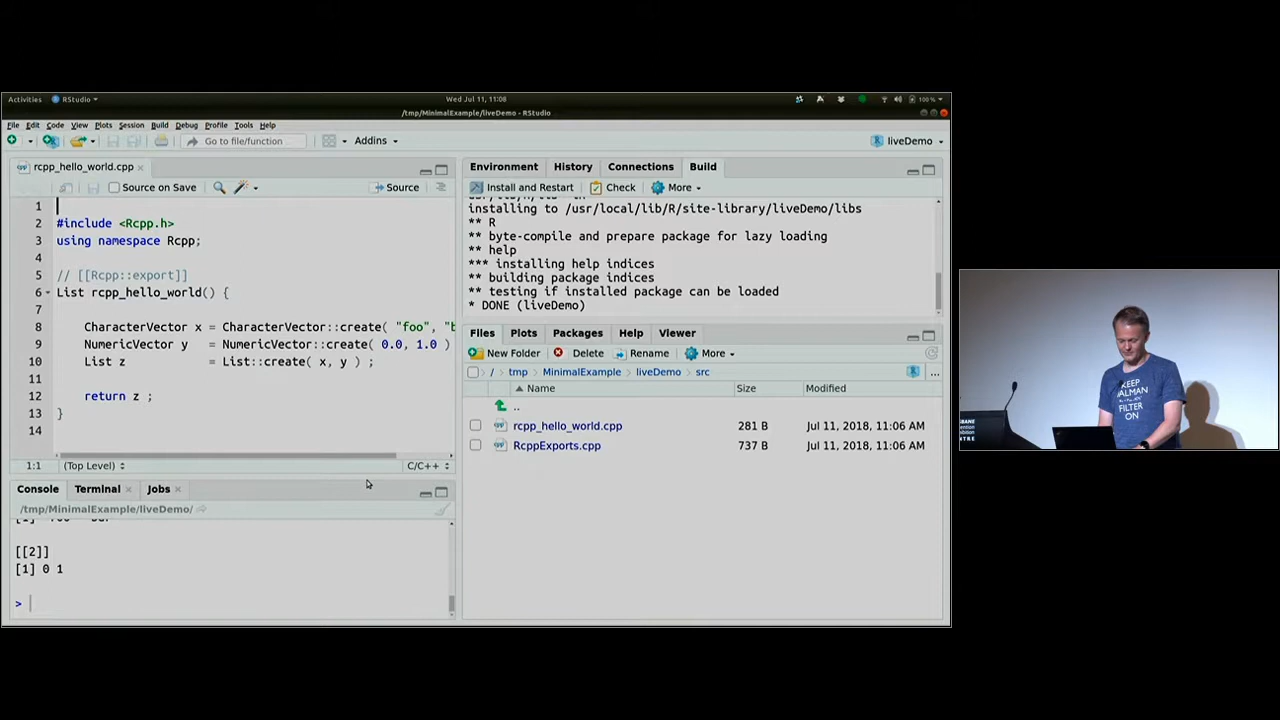 Activities RStudio Wed Jul 11, 11:08 100 %
/tmp/MinimalExample/liveDemo - RStudio
File Edit Code View Plots Session Build Debug Profile Tools Help
Go to file/function Addins liveDemo
rcpp_hello_world.cpp
Source on Save Source
1
2 #include <Rcpp.h>
3 using namespace Rcpp;
4
5 // [[Rcpp::export]]
6 List rcpp_hello_world() {
7
8 CharacterVector x = CharacterVector::create( "foo", "b
9 NumericVector y = NumericVector::create( 0.0, 1.0 )
10 List z = List::create( x, y ) ;
11
12 return z ;
13 }
14
1:1 (Top Level) C/C++
Console Terminal Jobs
/tmp/MinimalExample/liveDemo/
[[2]]
[1] 0 1
>
Environment History Connections Build
Install and Restart Check More
installing to /usr/local/lib/R/site-library/liveDemo/libs
** R
** byte-compile and prepare package for lazy loading
** help
*** installing help indices
** building package indices
** testing if installed package can be loaded
* DONE (liveDemo)
Files Plots Packages Help Viewer
New Folder Delete Rename More
/ tmp MinimalExample liveDemo src ...
Name Size Modified
..
rcpp_hello_world.cpp 281 B Jul 11, 2018, 11:06 AM
RcppExports.cpp 737 B Jul 11, 2018, 11:06 AM
KEEP
KALMAN
FILTER
ON